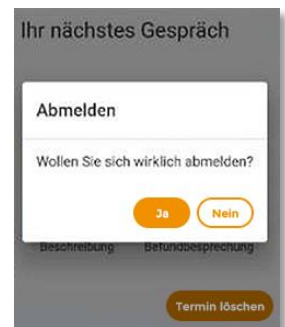 Ihr nächstes Gespräch
Abmelden
Wollen Sie sich wirklich abmelden?
Ja Nein
Beschreibung Befundbesprechung
Termin löschen